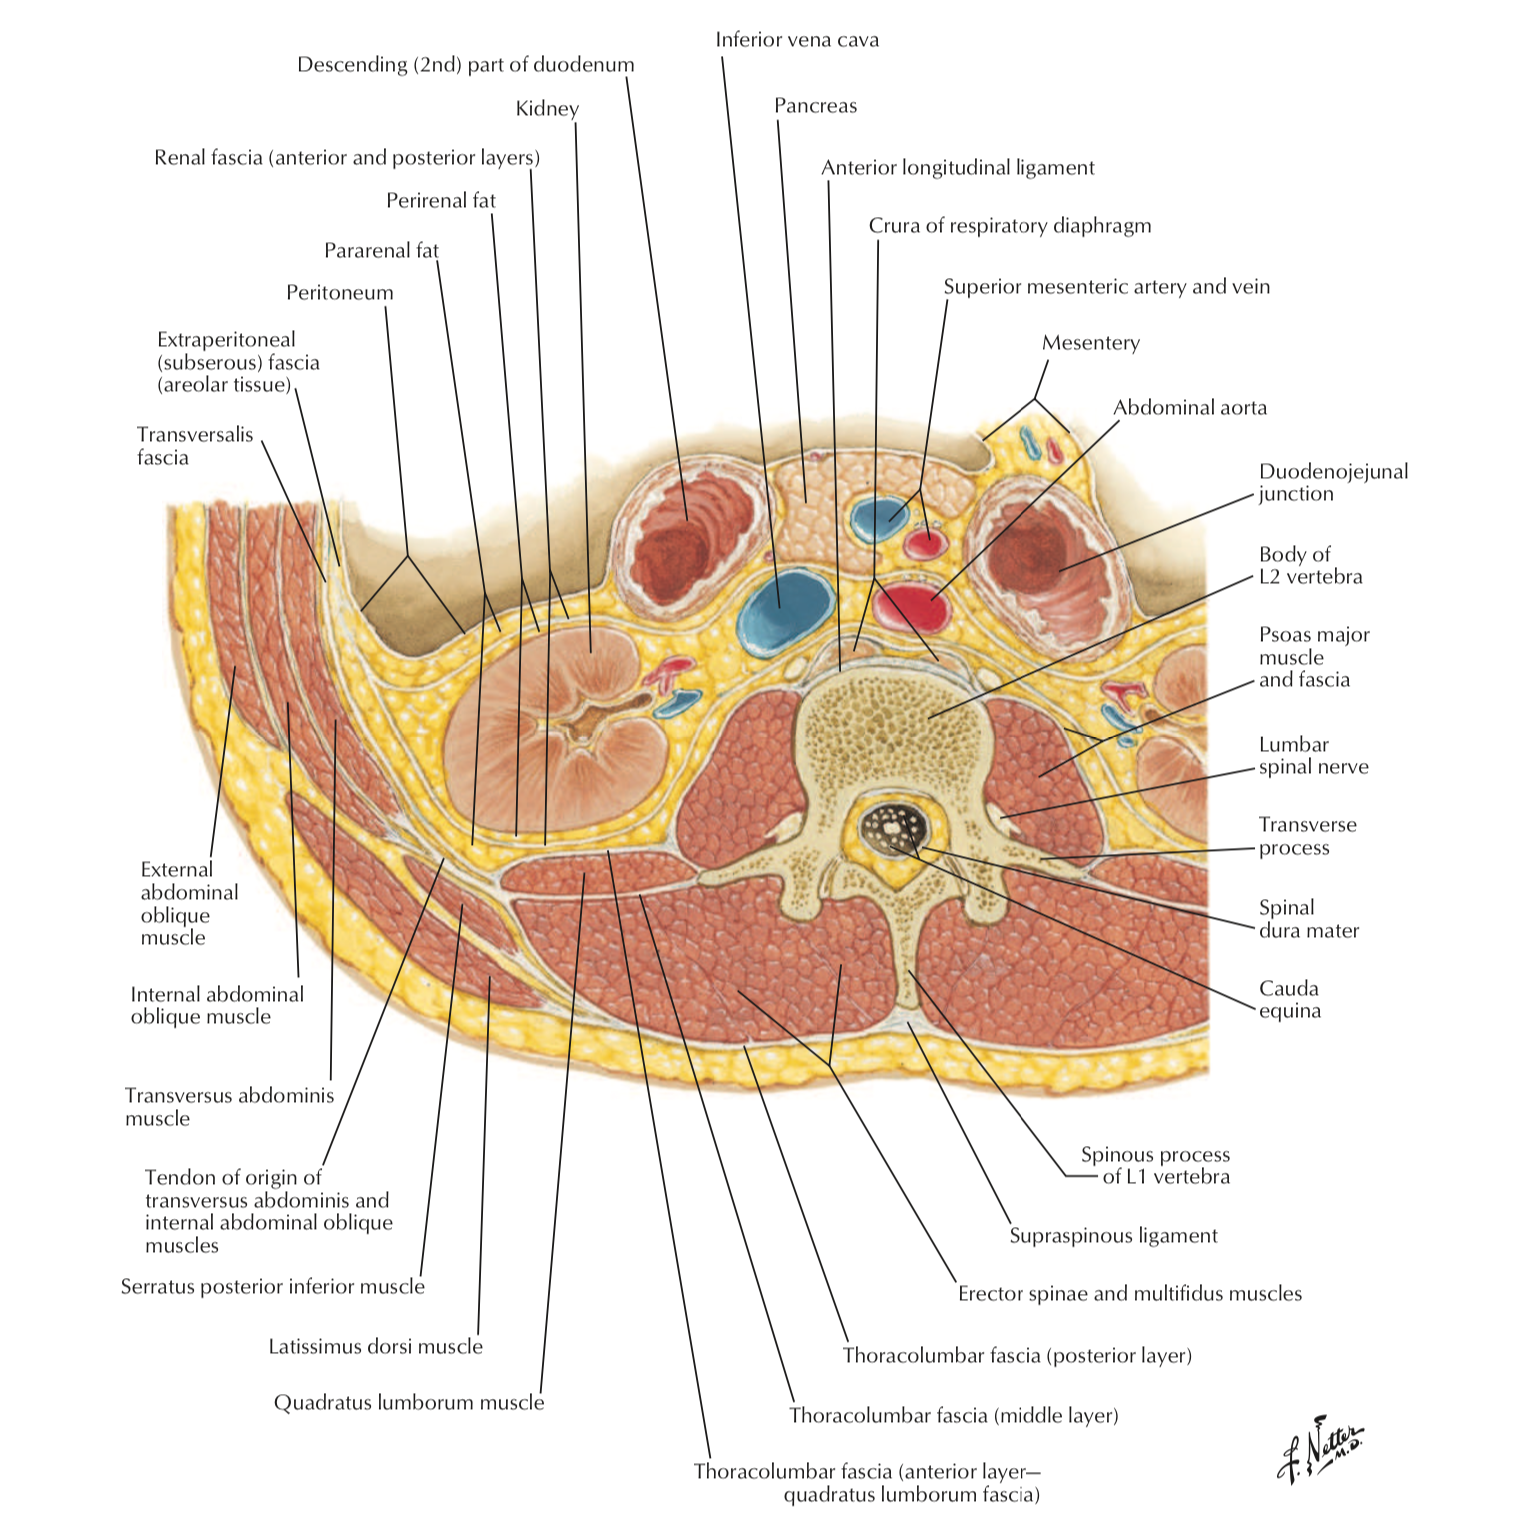 Inferior vena cava
Descending (2nd) part of duodenum
Kidney
Pancreas
Renal fascia (anterior and posterior layers)
Anterior longitudinal ligament
Perirenal fat
Crura of respiratory diaphragm
Pararenal fat
Superior mesenteric artery and vein
Peritoneum
Extraperitoneal
(subserous) fascia
(areolar tissue)
Mesentery
Abdominal aorta
Transversalis
fascia
Duodenojejunal
junction
Body of
L2 vertebra
Psoas major
muscle
and fascia
Lumbar
spinal nerve
Transverse
process
External
abdominal
oblique
muscle
Spinal
dura mater
Internal abdominal
oblique muscle
Cauda
equina
Transversus abdominis
muscle
Tendon of origin of
transversus abdominis and
internal abdominal oblique
muscles
Spinous process
of L1 vertebra
Supraspinous ligament
Serratus posterior inferior muscle
Erector spinae and multifidus muscles
Latissimus dorsi muscle
Thoracolumbar fascia (posterior layer)
Quadratus lumborum muscle
Thoracolumbar fascia (middle layer)
Thoracolumbar fascia (anterior layer—
quadratus lumborum fascia)
F. Netter
M.D.